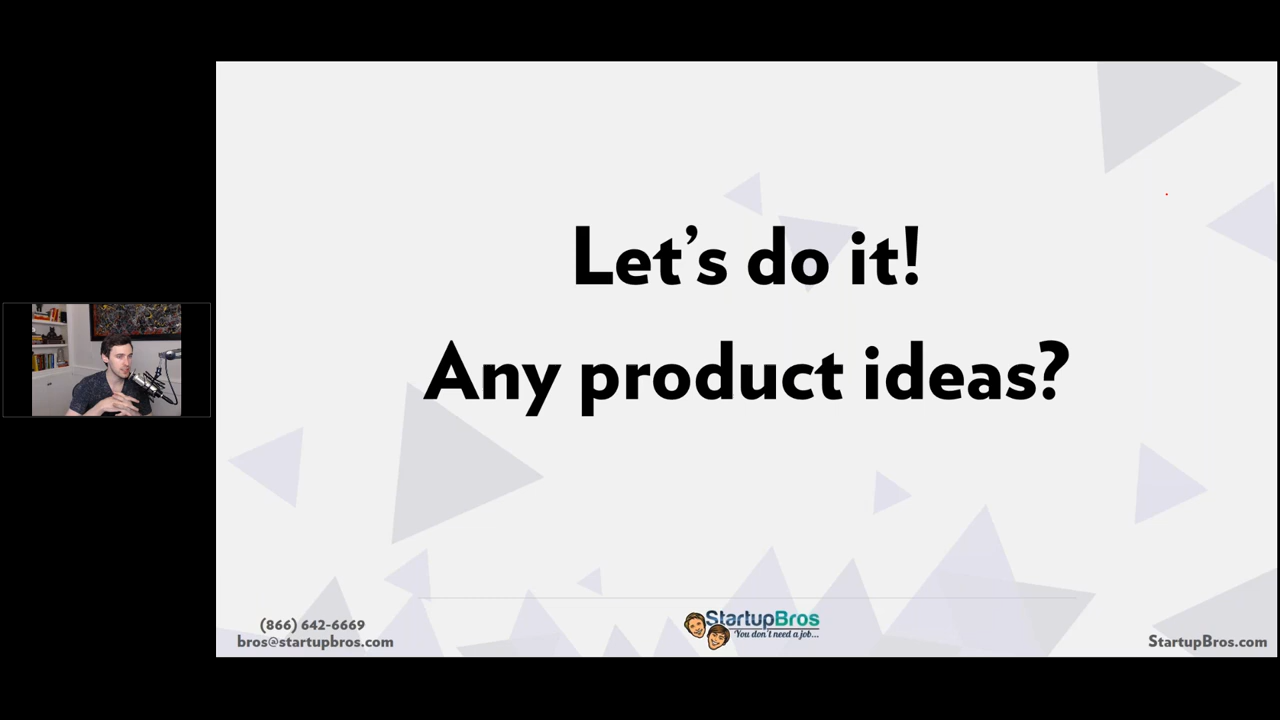 Let's do it!
Any product ideas?
(866) 642-6669
bros@startupbros.com
StartupBros
"You don't need a job...
StartupBros.com